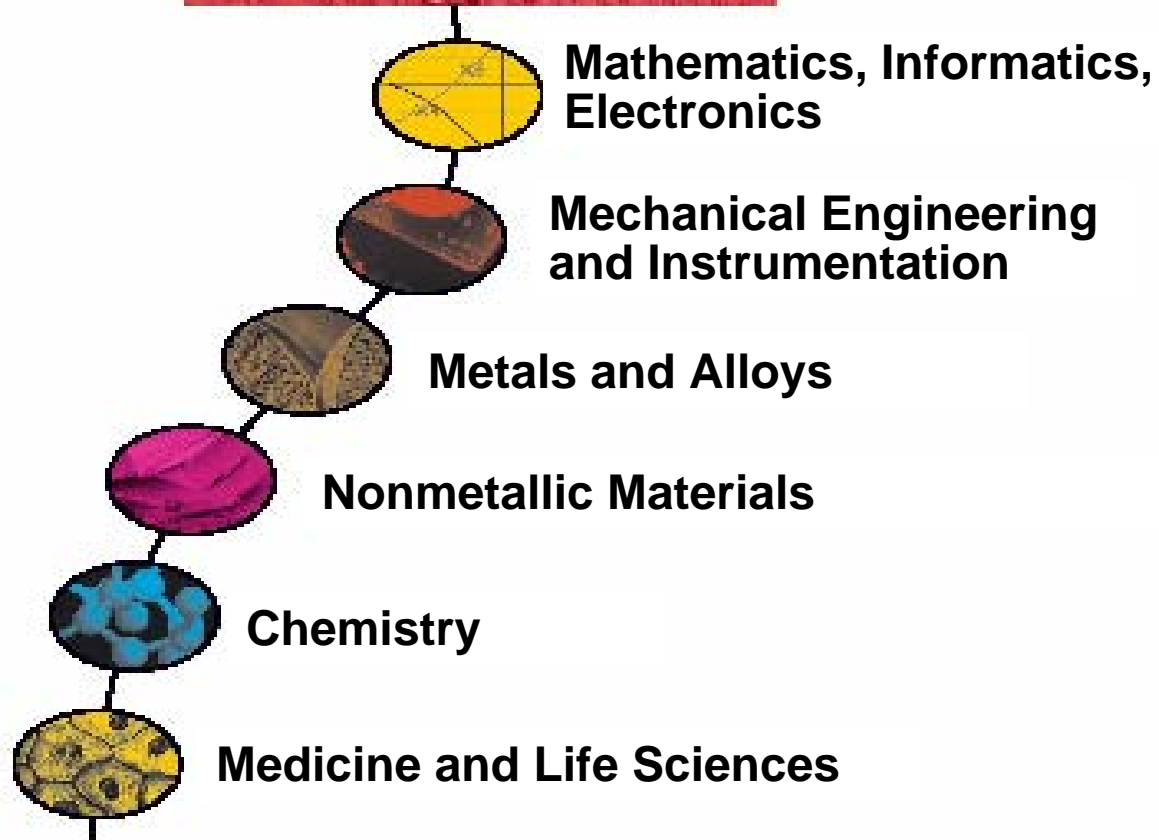 Mathematics, Informatics,
Electronics
Mechanical Engineering
and Instrumentation
Metals and Alloys
Nonmetallic Materials
Chemistry
Medicine and Life Sciences